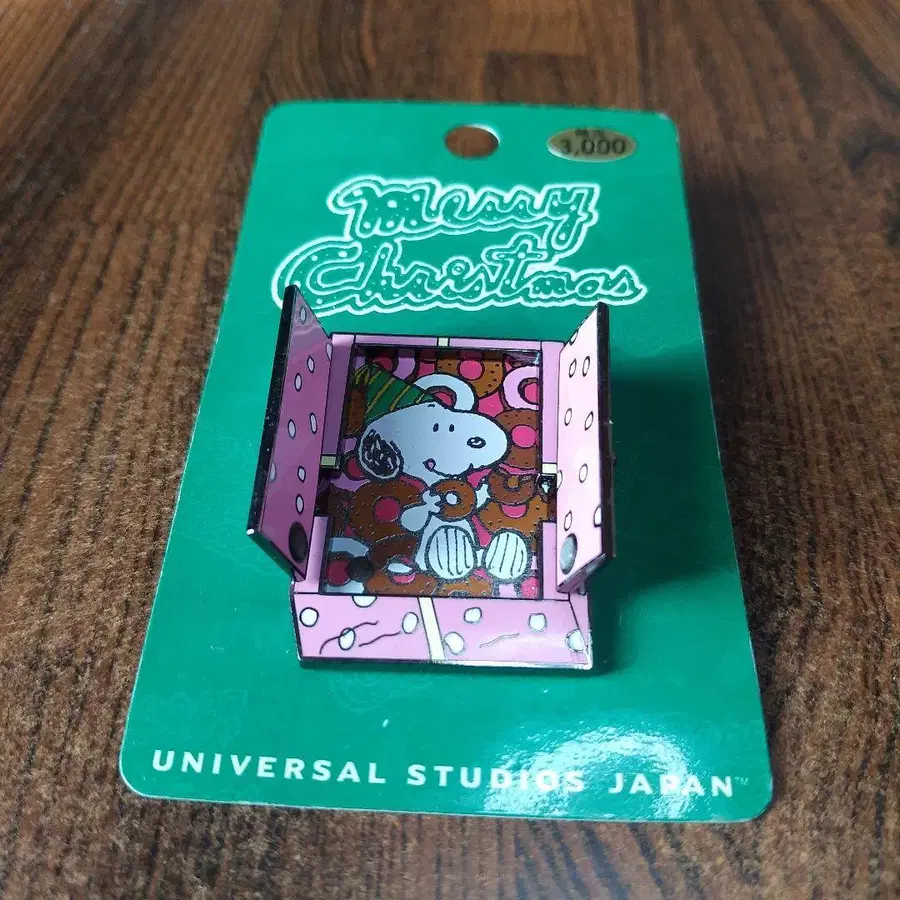 3,000
Merry
Christmas
UNIVERSAL STUDIOS JAPAN